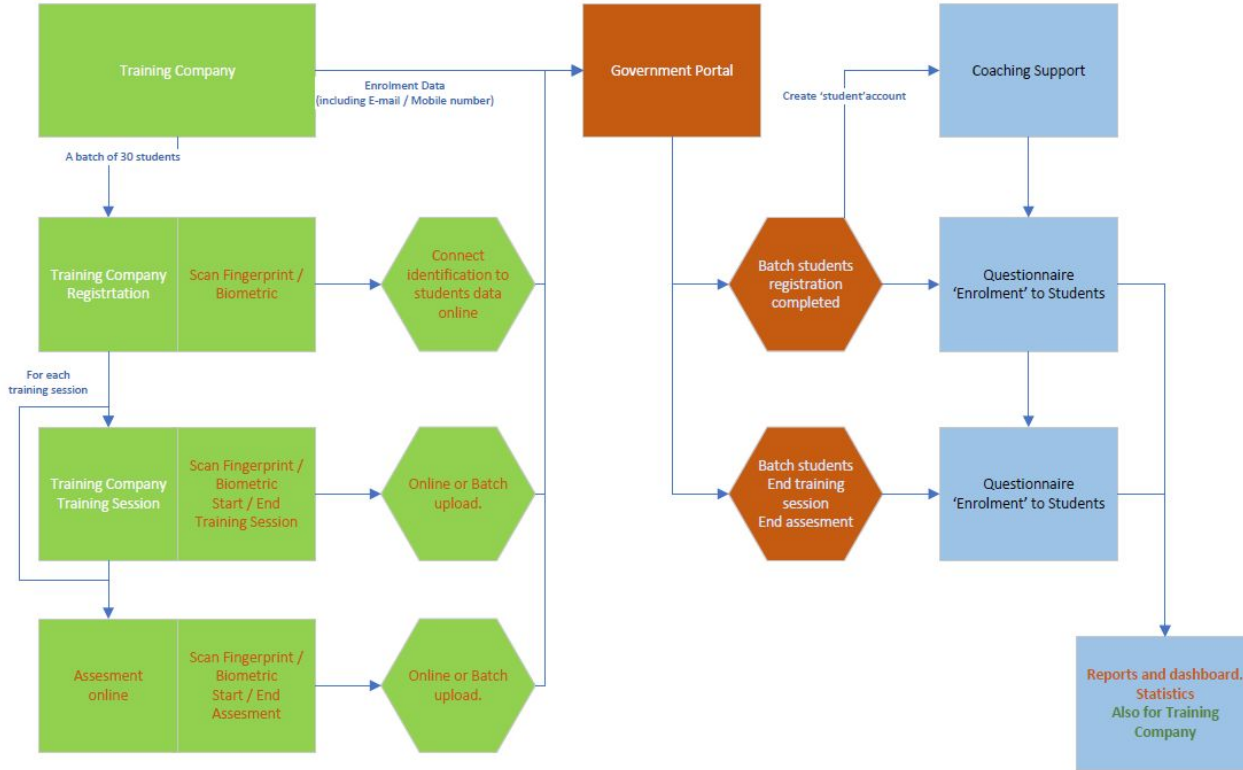 Training Company
Enrolment Data
(including E-mail / Mobile number)
Government Portal
Create ‘student’account
Coaching Support
A batch of 30 students
Training Company
Registrtation
Scan Fingerprint /
Biometric
Connect
identification to
students data
online
Batch students
registration
completed
Questionnaire
‘Enrolment’ to Students
For each
training session
Training Company
Training Session
Scan Fingerprint /
Biometric
Start / End
Training Session
Online or Batch
upload.
Batch students
End training
session
End assesment
Questionnaire
‘Enrolment’ to Students
Assesment
online
Scan Fingerprint /
Biometric
Start / End
Assesment
Online or Batch
upload.
Reports and dashboard.
Statistics
Also for Training
Company